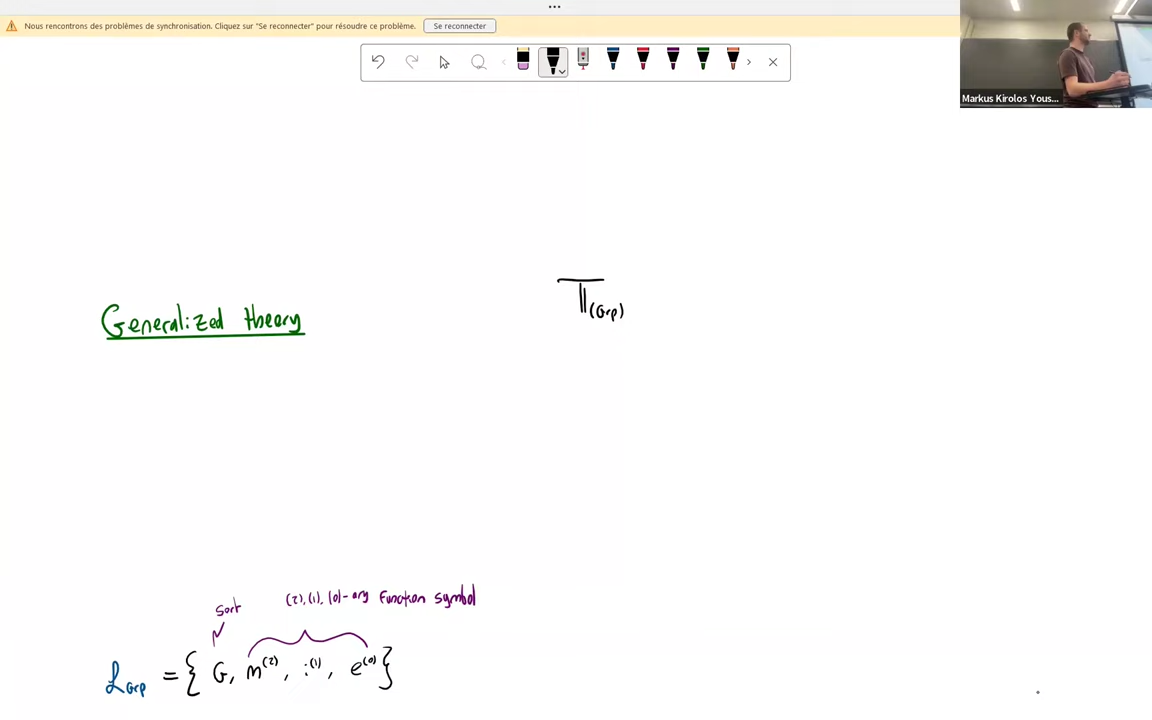 Nous rencontrons des problèmes de synchronisation. Cliquez sur "Se reconnecter" pour résoudre ce problème. Se reconnecter
Markus Kirolos Yous...
𝕋(Grp)
Generalized theory
sort
(2), (1), (0)-ary function symbol
ℒGrp = { G, m⁽²⁾, i⁽¹⁾, e⁽⁰⁾ }